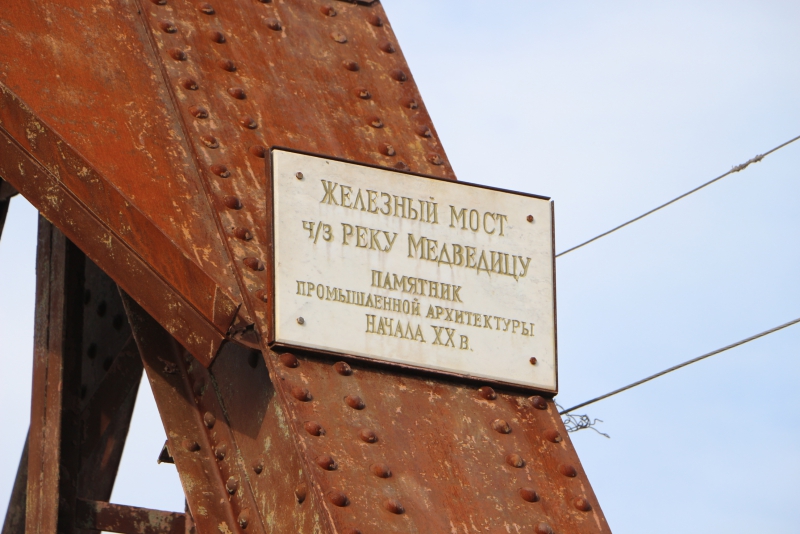 ЖЕЛЕЗНЫЙ МОСТ
Ч/З РЕКУ МЕДВЕДИЦУ
ПАМЯТНИК
ПРОМЫШЛЕННОЙ АРХИТЕКТУРЫ
НАЧАЛА XX В.